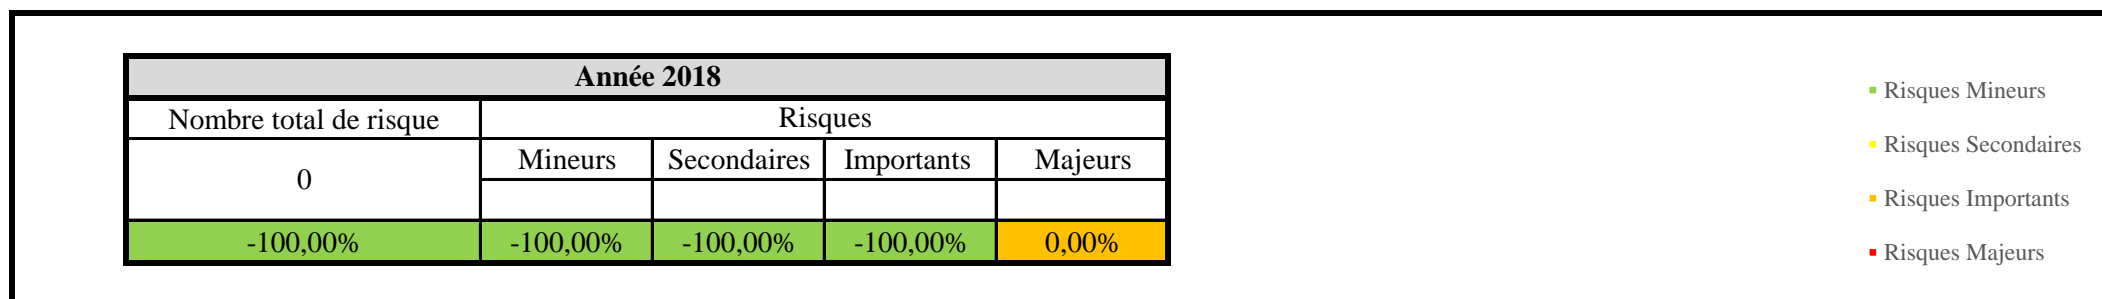 Année 2018
Nombre total de risque Risques
0 Mineurs Secondaires Importants Majeurs
-100,00% -100,00% -100,00% -100,00% 0,00%
Risques Mineurs
Risques Secondaires
Risques Importants
Risques Majeurs